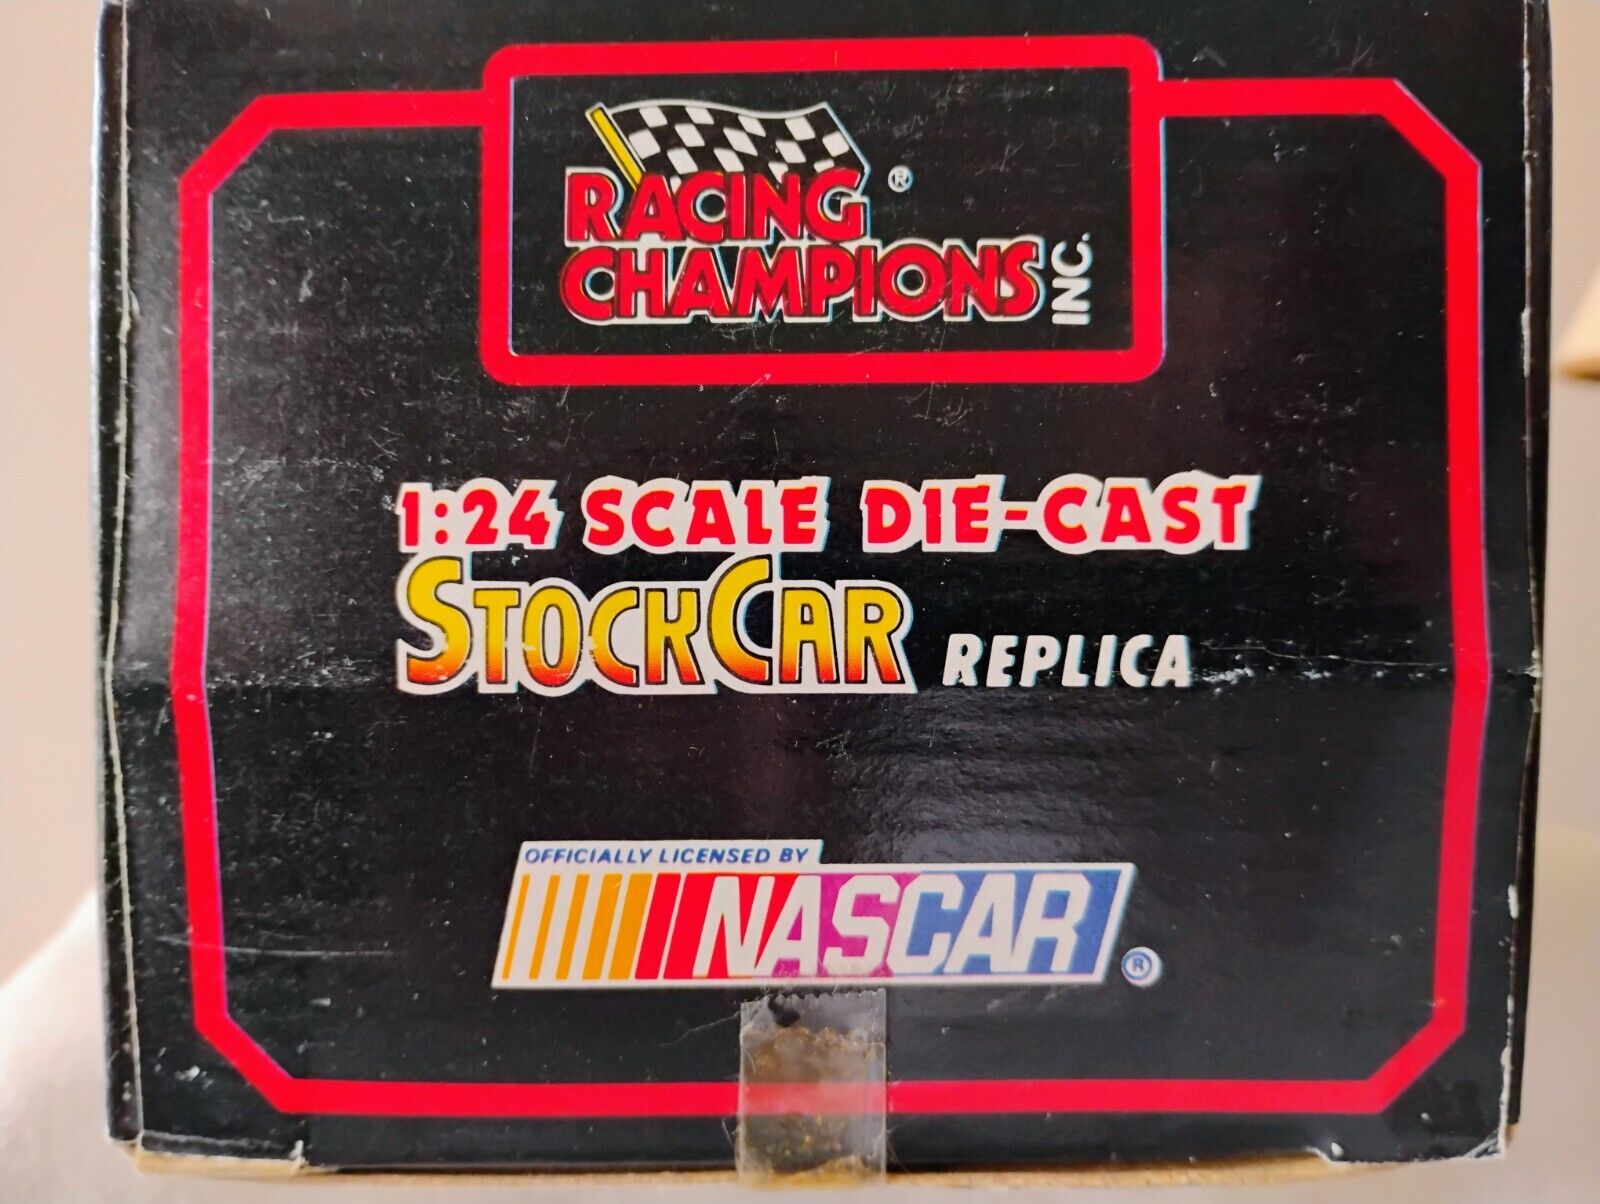 RACING ®
CHAMPIONS INC.
1:24 SCALE DIE-CAST
STOCKCAR REPLICA
OFFICIALLY LICENSED BY
NASCAR ®